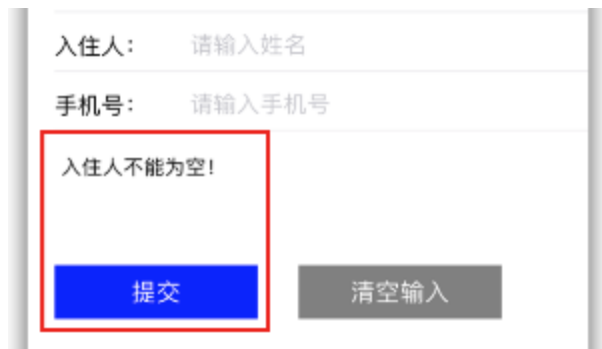 入住人： 请输入姓名
手机号： 请输入手机号
入住人不能为空！
提交 清空输入